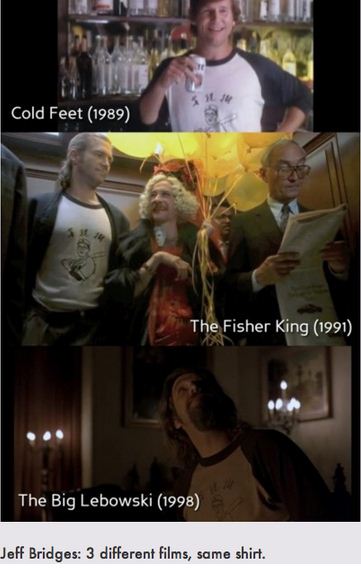 Cold Feet (1989)
The Fisher King (1991)
The Big Lebowski (1998)
Jeff Bridges: 3 different films, same shirt.